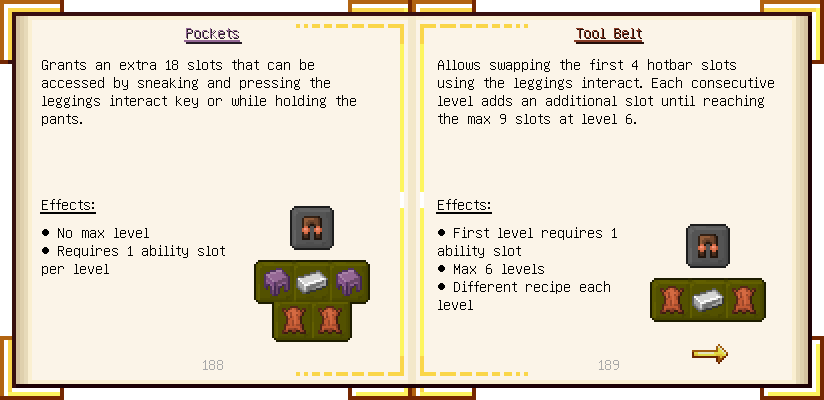 Pockets
Grants an extra 18 slots that can be
accessed by sneaking and pressing the
leggings interact key or while holding the
pants.
Effects:
● No max level
● Requires 1 ability slot
per level
188
Tool Belt
Allows swapping the first 4 hotbar slots
using the leggings interact. Each consecutive
level adds an additional slot until reaching
the max 9 slots at level 6.
Effects:
● First level requires 1
ability slot
● Max 6 levels
● Different recipe each
level
189